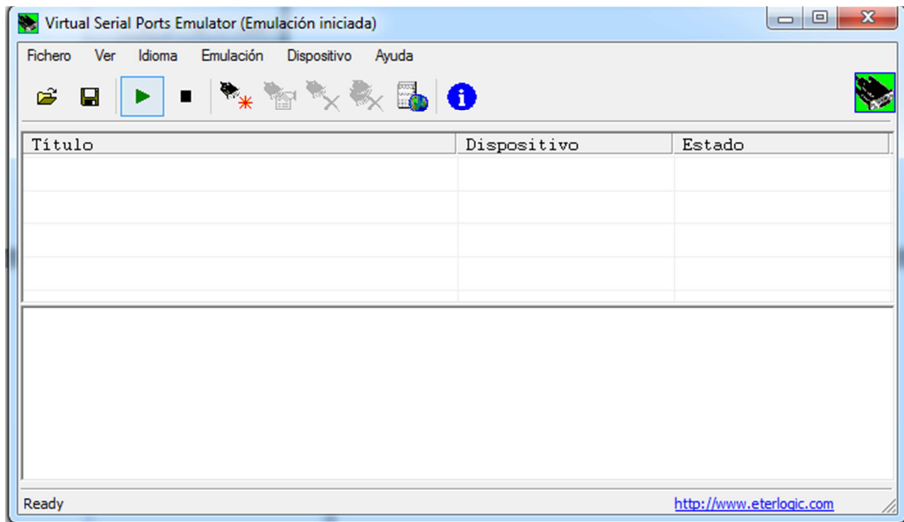 Virtual Serial Ports Emulator (Emulación iniciada)
Fichero Ver Idioma Emulación Dispositivo Ayuda
Título Dispositivo Estado
Ready http://www.eterlogic.com